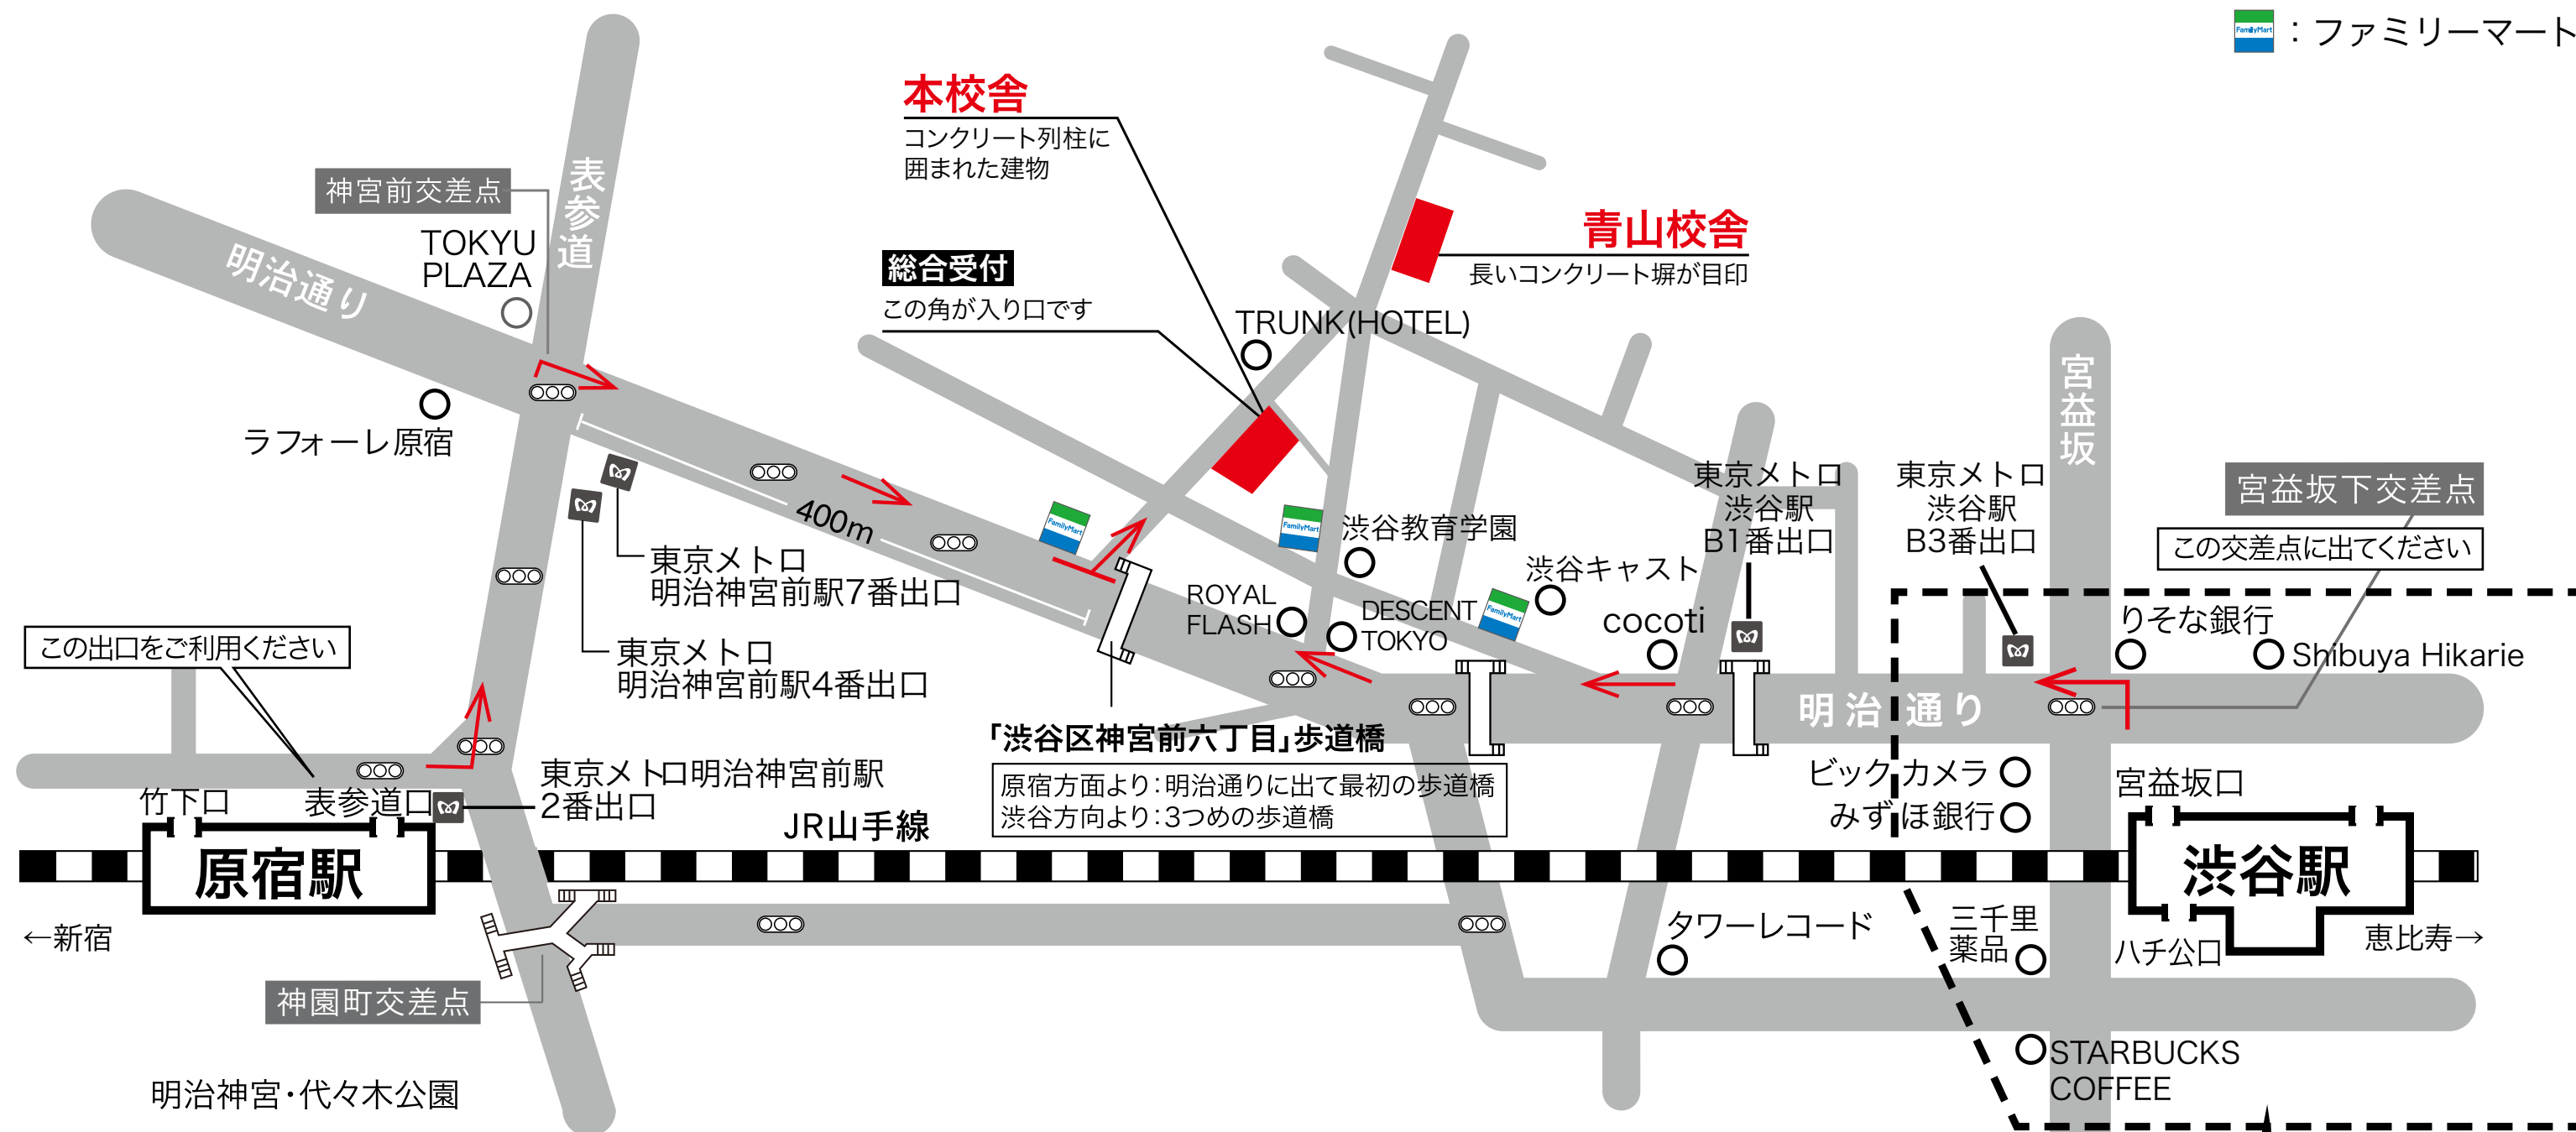 FamilyMart
：ファミリーマート
本校舎
コンクリート列柱に
囲まれた建物
神宮前交差点
表参道
TOKYU
PLAZA
明治通り
青山校舎
長いコンクリート塀が目印
総合受付
この角が入り口です
TRUNK(HOTEL)
ラフォーレ原宿
宮益坂
東京メトロ
渋谷駅
B1番出口
東京メトロ
渋谷駅
B3番出口
宮益坂下交差点
この交差点に出てください
400m
FamilyMart
FamilyMart
渋谷教育学園
東京メトロ
明治神宮前駅7番出口
渋谷キャスト
ROYAL
FLASH
DESCENT
TOKYO
FamilyMart
cocoti
りそな銀行
Shibuya Hikarie
この出口をご利用ください
東京メトロ
明治神宮前駅4番出口
明治通り
「渋谷区神宮前六丁目」歩道橋
原宿方面より：明治通りに出て最初の歩道橋
渋谷方向より：3つめの歩道橋
東京メトロ明治神宮前駅
2番出口
竹下口
表参道口
JR山手線
ビックカメラ
みずほ銀行
宮益坂口
原宿駅
渋谷駅
←新宿
タワーレコード
三千里
薬品
ハチ公口
恵比寿→
神園町交差点
STARBUCKS
COFFEE
明治神宮・代々木公園